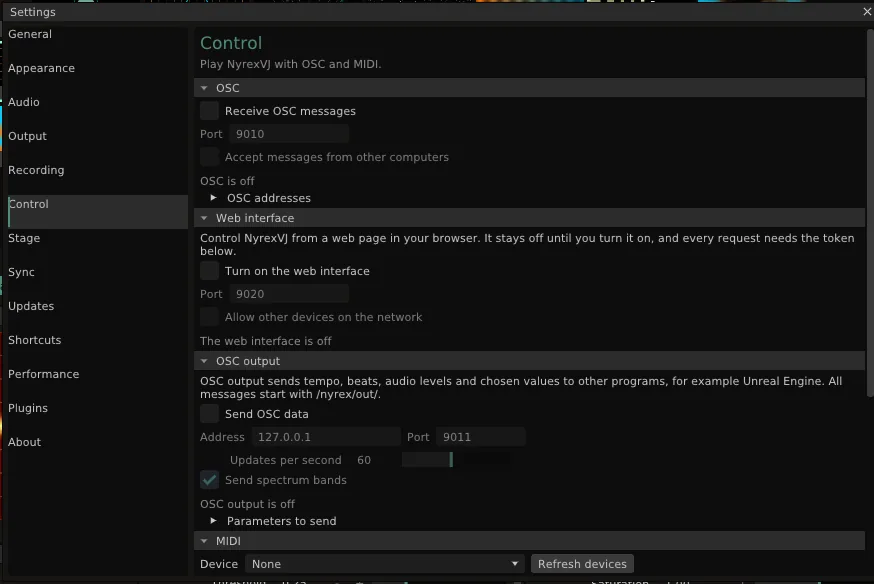 Settings
General
Appearance
Audio
Output
Recording
Control
Stage
Sync
Updates
Shortcuts
Performance
Plugins
About
Control
Play NyrexVJ with OSC and MIDI.
OSC
Receive OSC messages
Port 9010
Accept messages from other computers
OSC is off
OSC addresses
Web interface
Control NyrexVJ from a web page in your browser. It stays off until you turn it on, and every request needs the token
below.
Turn on the web interface
Port 9020
Allow other devices on the network
The web interface is off
OSC output
OSC output sends tempo, beats, audio levels and chosen values to other programs, for example Unreal Engine. All
messages start with /nyrex/out/.
Send OSC data
Address 127.0.0.1 Port 9011
Updates per second 60
Send spectrum bands
OSC output is off
Parameters to send
MIDI
Device None Refresh devices